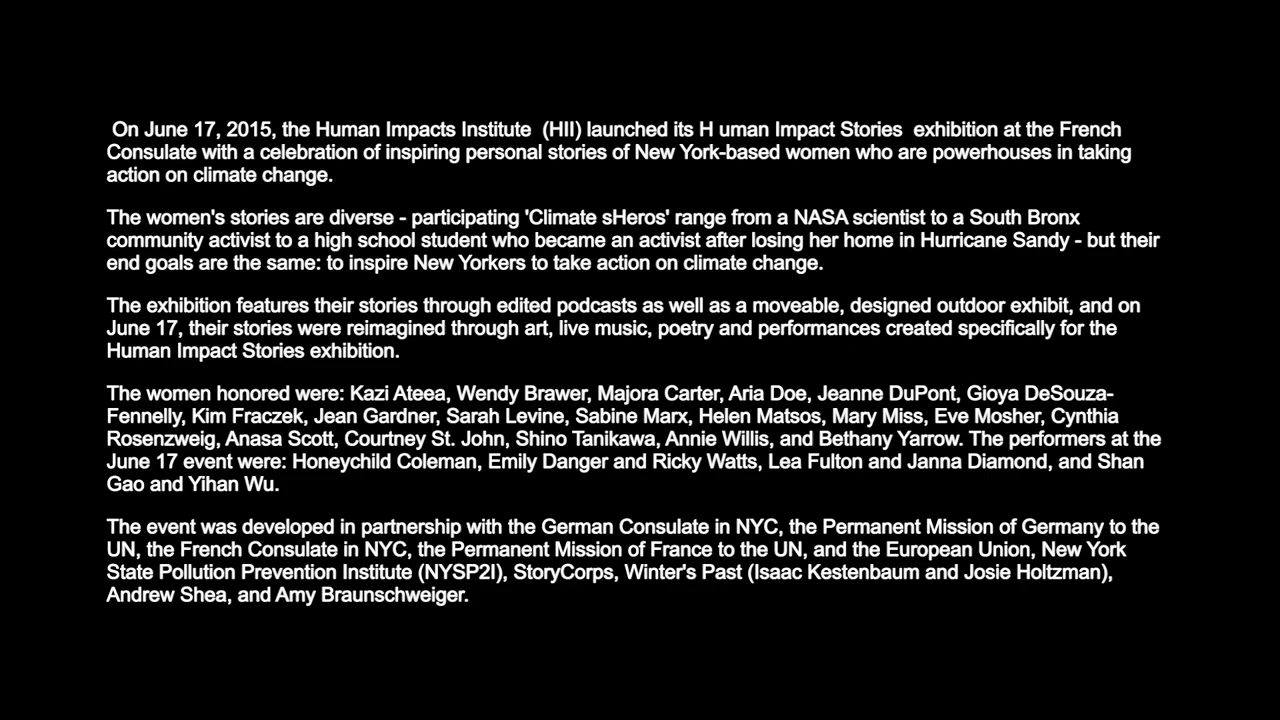 On June 17, 2015, the Human Impacts Institute (HII) launched its H uman Impact Stories exhibition at the French
Consulate with a celebration of inspiring personal stories of New York-based women who are powerhouses in taking
action on climate change.
The women's stories are diverse - participating 'Climate sHeros' range from a NASA scientist to a South Bronx
community activist to a high school student who became an activist after losing her home in Hurricane Sandy - but their
end goals are the same: to inspire New Yorkers to take action on climate change.
The exhibition features their stories through edited podcasts as well as a moveable, designed outdoor exhibit, and on
June 17, their stories were reimagined through art, live music, poetry and performances created specifically for the
Human Impact Stories exhibition.
The women honored were: Kazi Ateea, Wendy Brawer, Majora Carter, Aria Doe, Jeanne DuPont, Gioya DeSouza-
Fennelly, Kim Fraczek, Jean Gardner, Sarah Levine, Sabine Marx, Helen Matsos, Mary Miss, Eve Mosher, Cynthia
Rosenzweig, Anasa Scott, Courtney St. John, Shino Tanikawa, Annie Willis, and Bethany Yarrow. The performers at the
June 17 event were: Honeychild Coleman, Emily Danger and Ricky Watts, Lea Fulton and Janna Diamond, and Shan
Gao and Yihan Wu.
The event was developed in partnership with the German Consulate in NYC, the Permanent Mission of Germany to the
UN, the French Consulate in NYC, the Permanent Mission of France to the UN, and the European Union, New York
State Pollution Prevention Institute (NYSP2I), StoryCorps, Winter's Past (Isaac Kestenbaum and Josie Holtzman),
Andrew Shea, and Amy Braunschweiger.